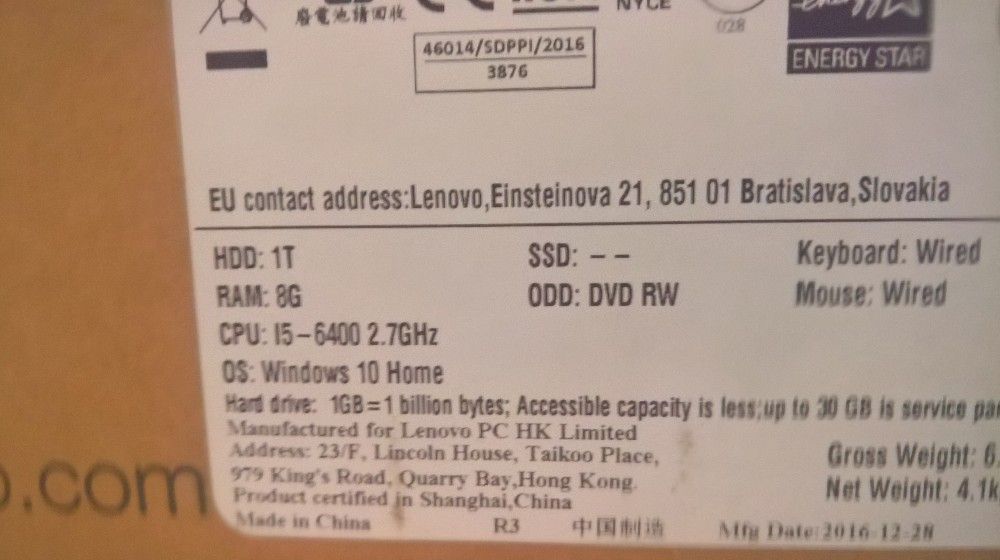 廢電池請回收
NYCE
028
46014/SDPPI/2016
3876
ENERGY STAR
EU contact address:Lenovo,Einsteinova 21, 851 01 Bratislava,Slovakia
HDD: 1T SSD: -- Keyboard: Wired
RAM: 8G ODD: DVD RW Mouse: Wired
CPU: I5-6400 2.7GHz
OS: Windows 10 Home
Hard drive: 1GB=1 billion bytes; Accessible capacity is less;up to 30 GB is service
Manufactured for Lenovo PC HK Limited
Address: 23/F, Lincoln House, Taikoo Place,
979 King's Road, Quarry Bay,Hong Kong.
Product certified in Shanghai,China
Gross Weight: 6.
Net Weight: 4.1k
Made in China R3 中国制造 Mfg Date:2016-12-28
.com